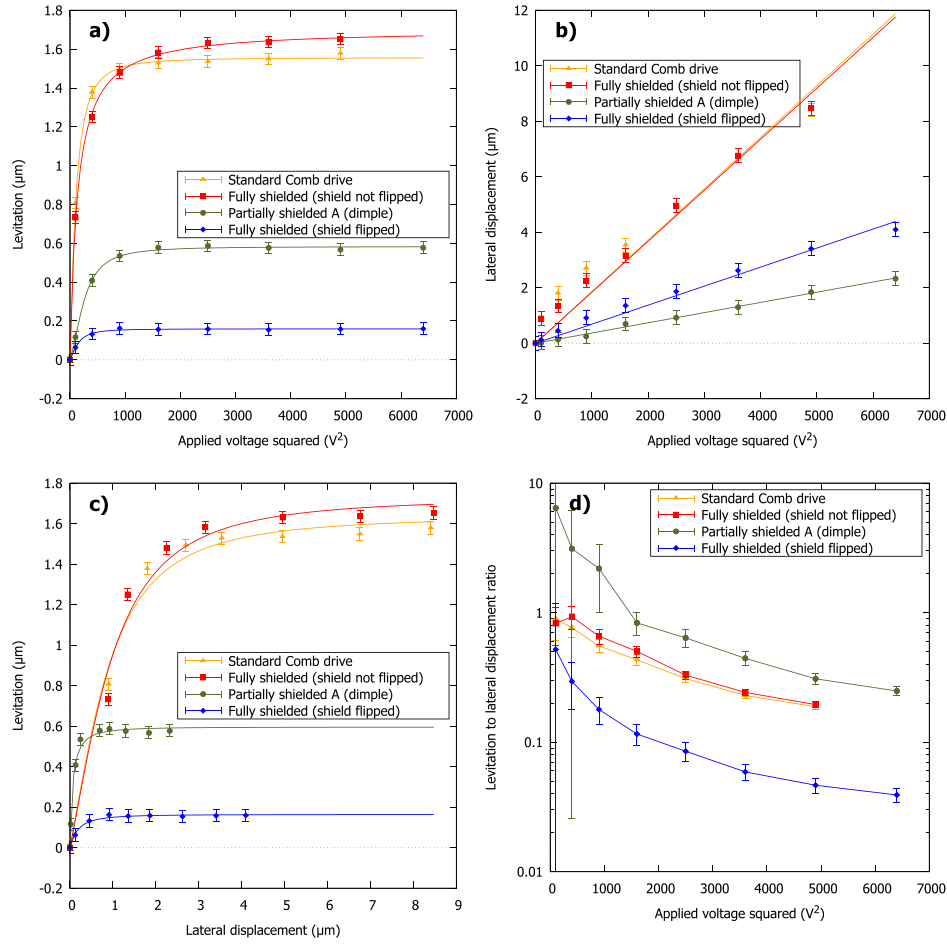 a)
1.8
1.6
1.4
1.2
1
0.8
0.6
0.4
0.2
0
-0.2
Levitation (µm)
Standard Comb drive
Fully shielded (shield not flipped)
Partially shielded A (dimple)
Fully shielded (shield flipped)
0 1000 2000 3000 4000 5000 6000 7000
Applied voltage squared (V²)
b)
12
10
8
6
4
2
0
-2
Lateral displacement (µm)
Standard Comb drive
Fully shielded (shield not flipped)
Partially shielded A (dimple)
Fully shielded (shield flipped)
0 1000 2000 3000 4000 5000 6000 7000
Applied voltage squared (V²)
c)
1.8
1.6
1.4
1.2
1
0.8
0.6
0.4
0.2
0
-0.2
Levitation (µm)
Standard Comb drive
Fully shielded (shield not flipped)
Partially shielded A (dimple)
Fully shielded (shield flipped)
0 1 2 3 4 5 6 7 8 9
Lateral displacement (µm)
d)
10
1
0.1
0.01
Levitation to lateral displacement ratio
Standard Comb drive
Fully shielded (shield not flipped)
Partially shielded A (dimple)
Fully shielded (shield flipped)
0 1000 2000 3000 4000 5000 6000 7000
Applied voltage squared (V²)